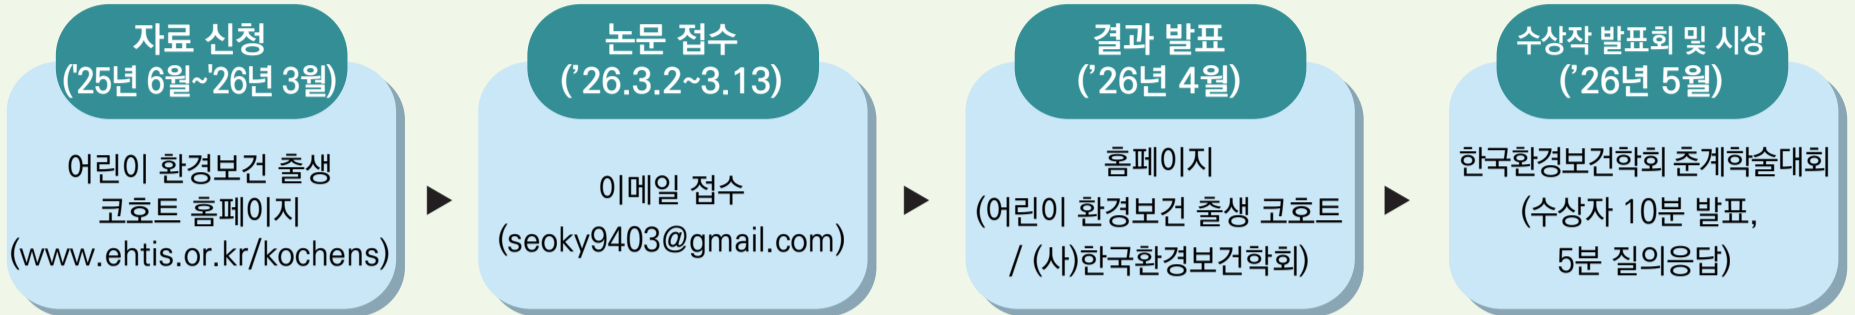 자료 신청
('25년 6월~'26년 3월)
어린이 환경보건 출생
코호트 홈페이지
(www.ehtis.or.kr/kochens)
▶
논문 접수
(’26.3.2~3.13)
이메일 접수
(seoky9403@gmail.com)
▶
결과 발표
(’26년 4월)
홈페이지
(어린이 환경보건 출생 코호트
/ (사)한국환경보건학회)
▶
수상작 발표회 및 시상
(’26년 5월)
한국환경보건학회 춘계학술대회
(수상자 10분 발표,
5분 질의응답)